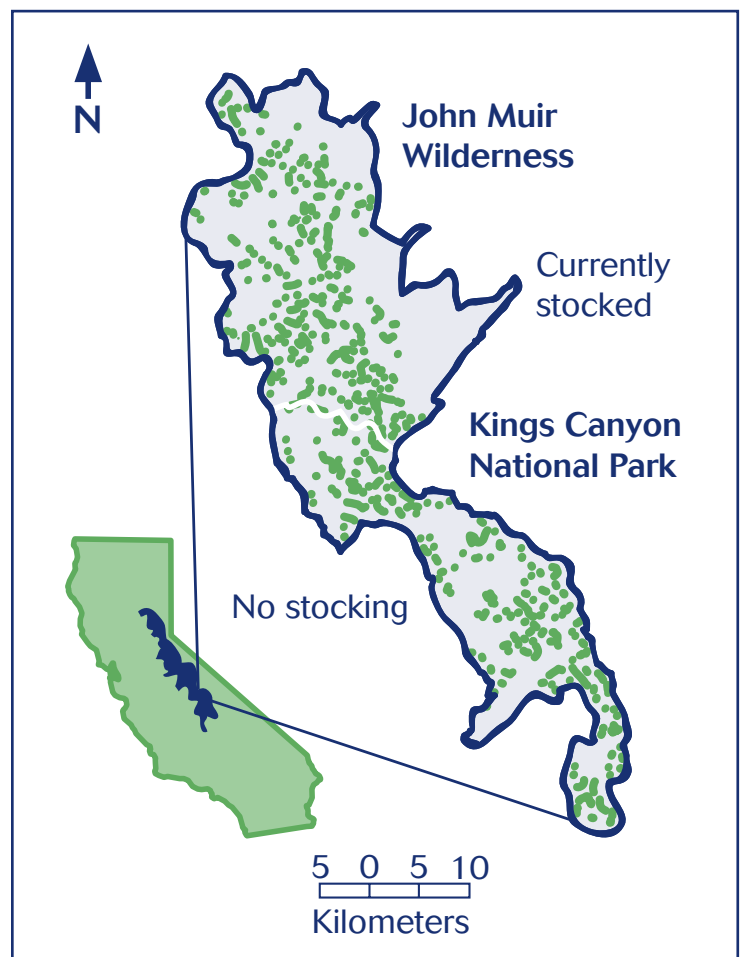 N
John Muir
Wilderness
Currently
stocked
Kings Canyon
National Park
No stocking
5 0 5 10
Kilometers